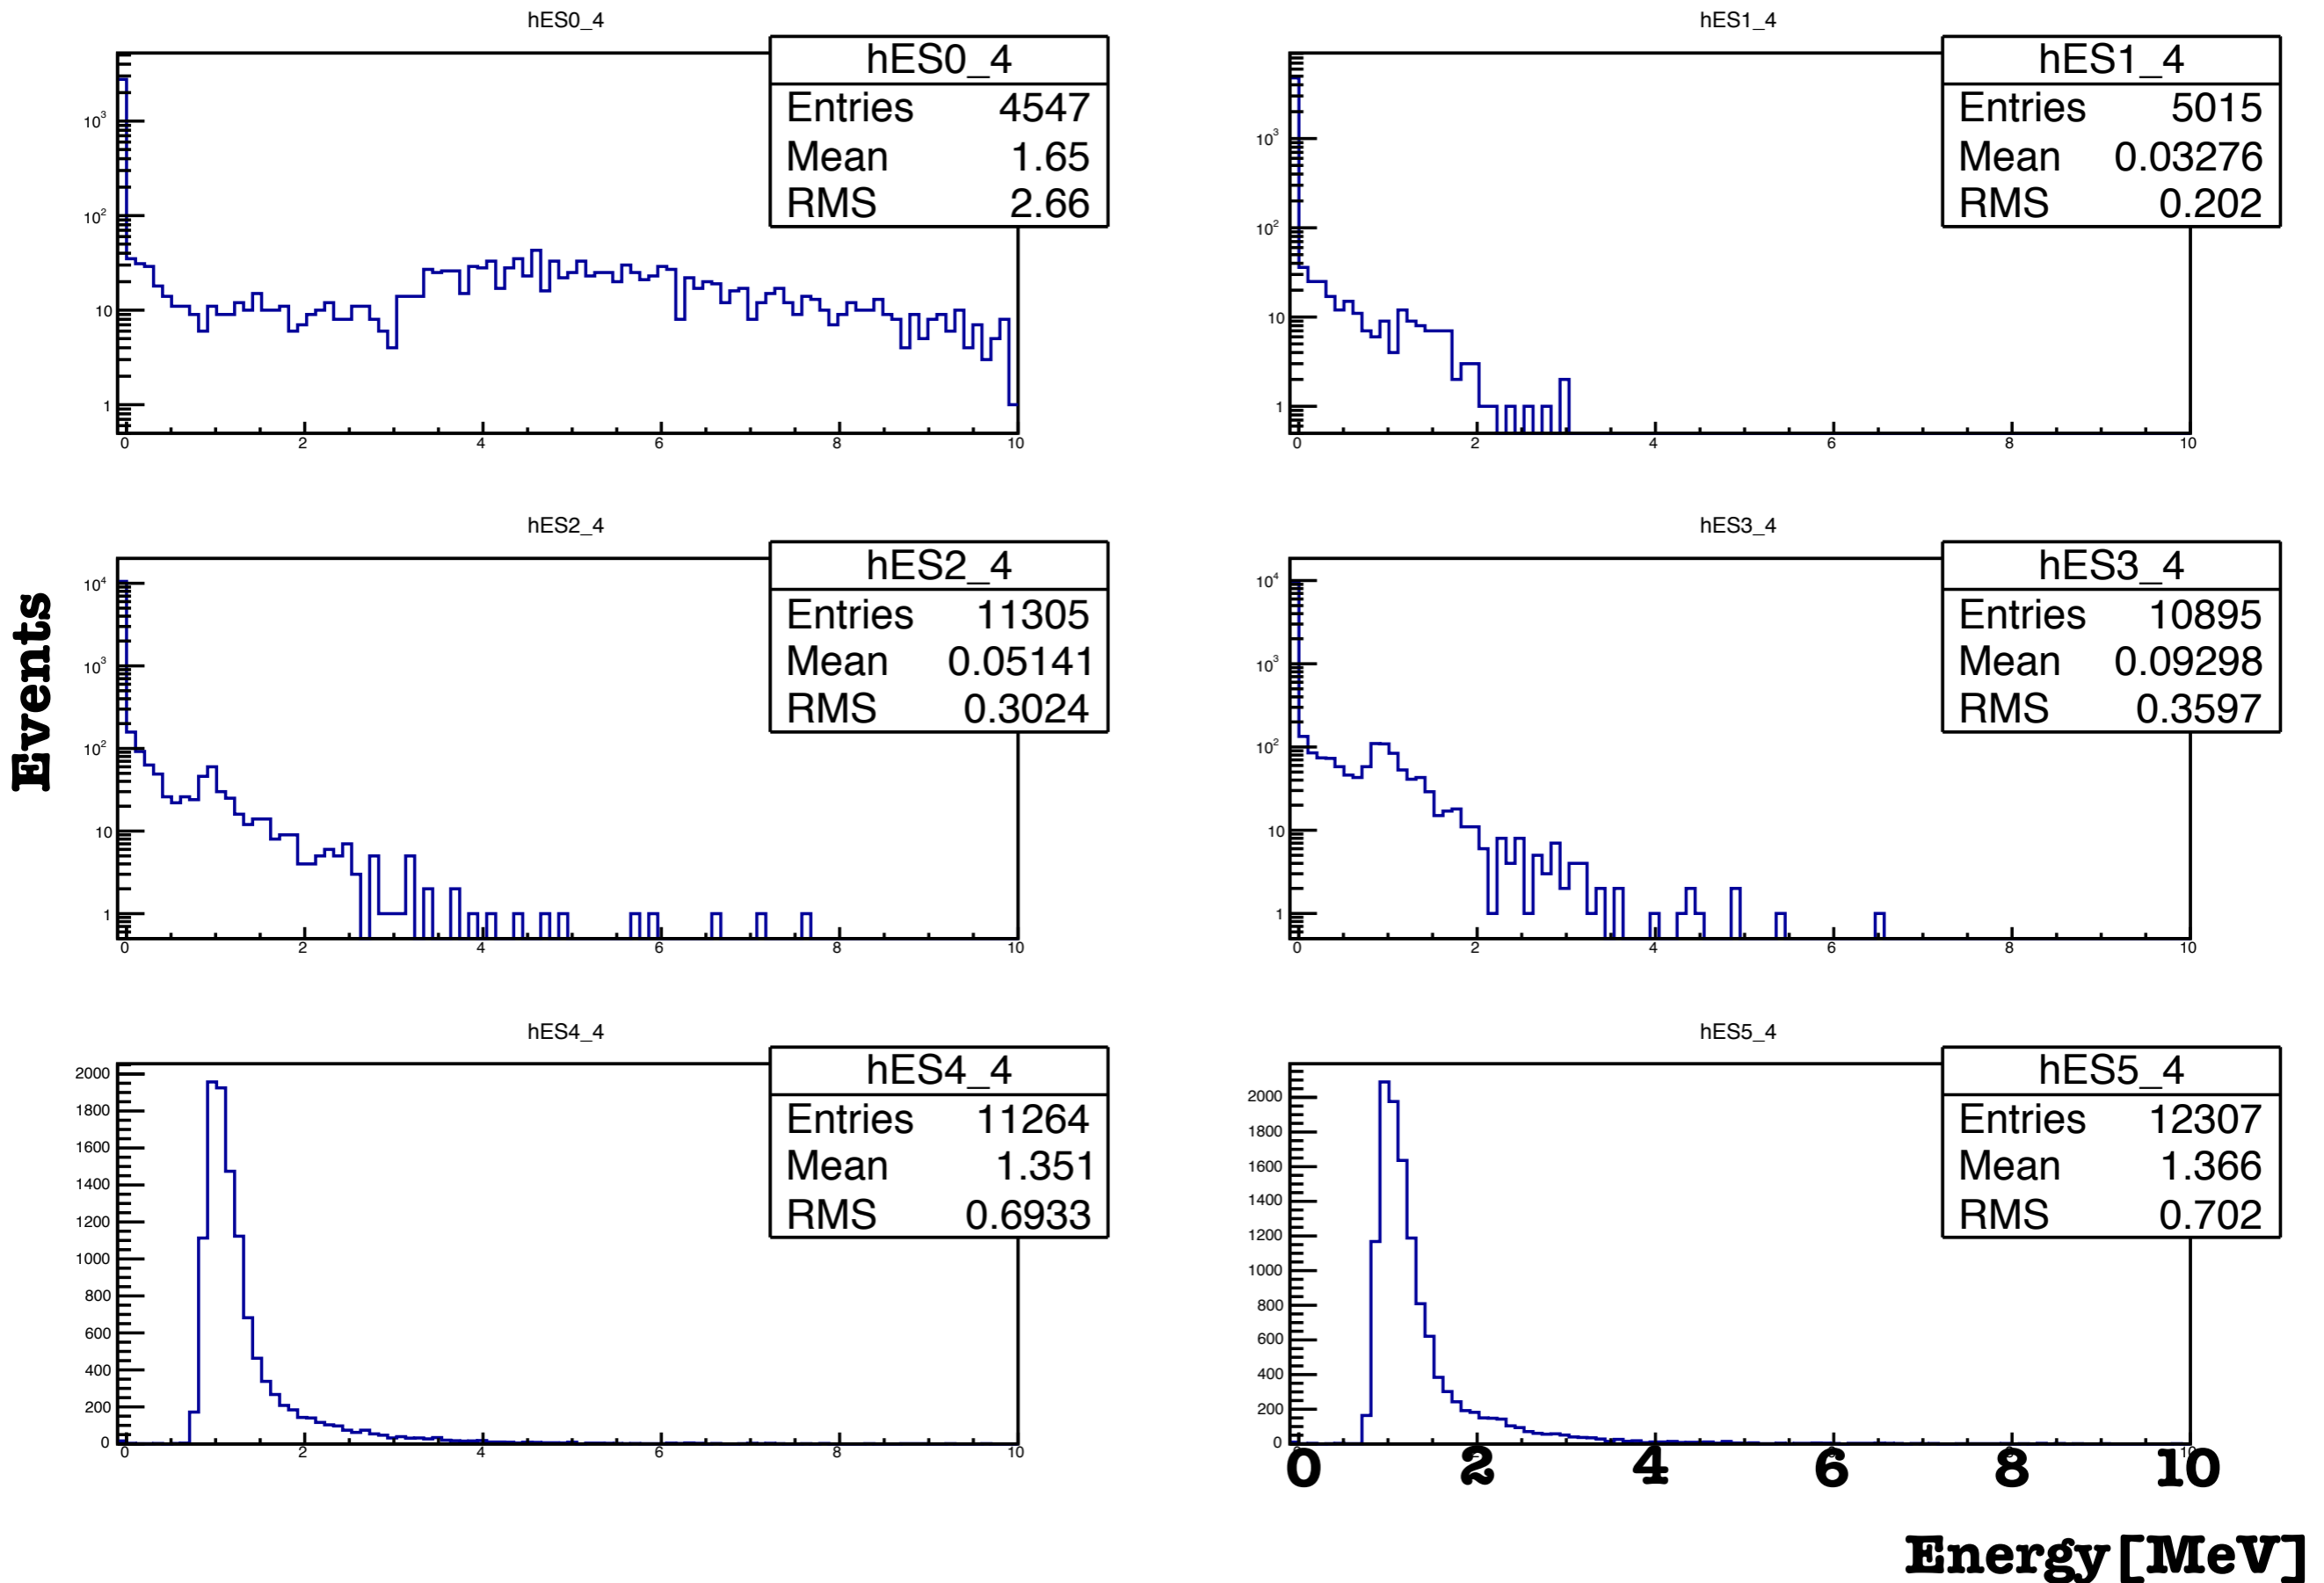 hES0_4
hES0_4
Entries 4547
Mean 1.65
RMS 2.66
10³
10²
10
1
0 2 4 6 8 10
hES1_4
hES1_4
Entries 5015
Mean 0.03276
RMS 0.202
10³
10²
10
1
0 2 4 6 8 10
hES2_4
hES2_4
Entries 11305
Mean 0.05141
RMS 0.3024
10⁴
10³
10²
10
1
0 2 4 6 8 10
hES3_4
hES3_4
Entries 10895
Mean 0.09298
RMS 0.3597
10⁴
10³
10²
10
1
0 2 4 6 8 10
Events
hES4_4
hES4_4
Entries 11264
Mean 1.351
RMS 0.6933
2000
1800
1600
1400
1200
1000
800
600
400
200
0
0 2 4 6 8 10
hES5_4
hES5_4
Entries 12307
Mean 1.366
RMS 0.702
2000
1800
1600
1400
1200
1000
800
600
400
200
0
0 2 4 6 8 10
Energy[MeV]